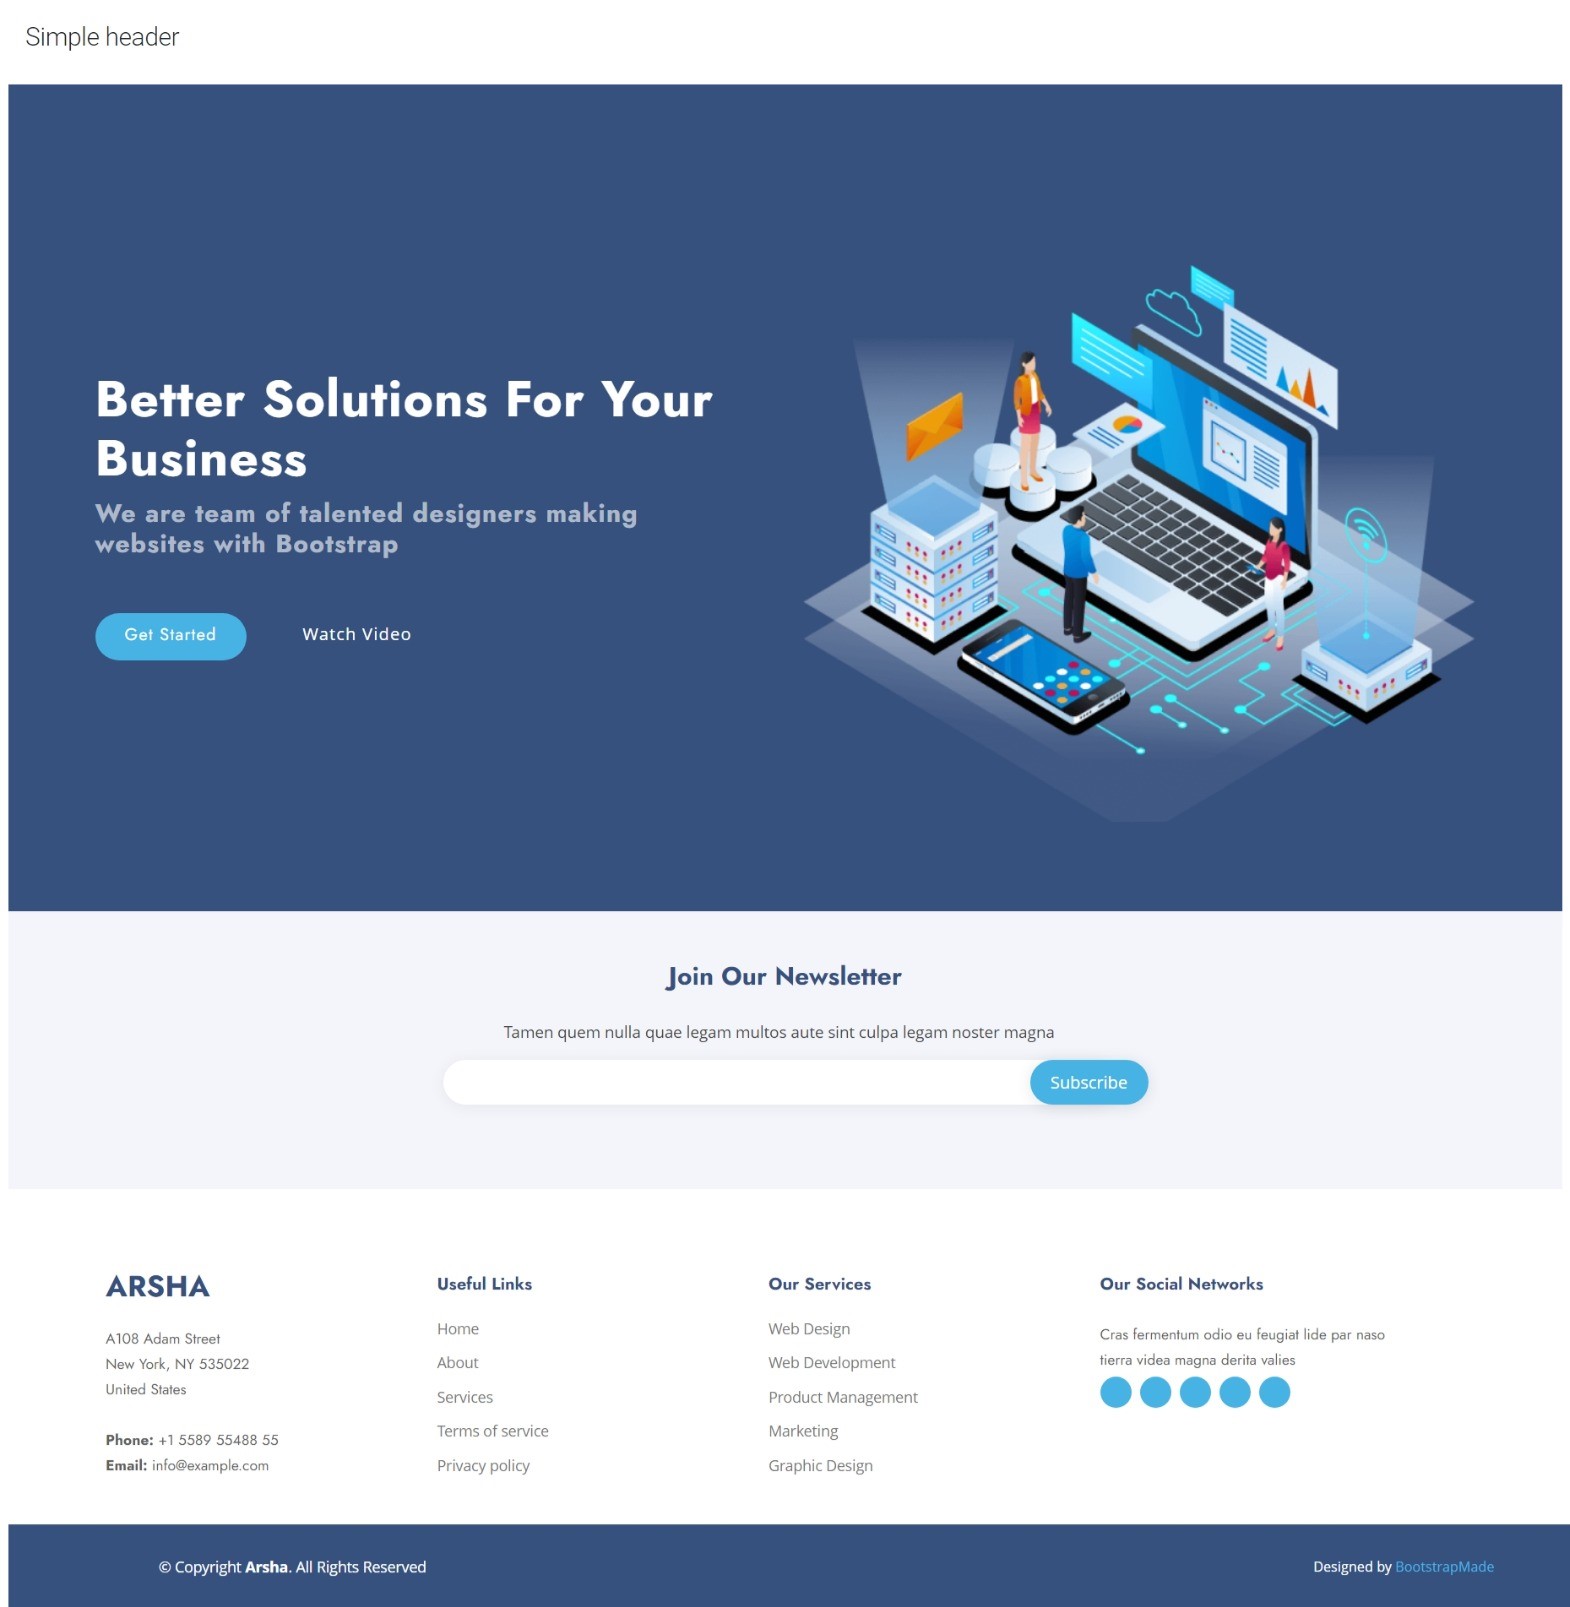 Simple header
Better Solutions For Your
Business
We are team of talented designers making
websites with Bootstrap
Get Started
Watch Video
Join Our Newsletter
Tamen quem nulla quae legam multos aute sint culpa legam noster magna
Subscribe
ARSHA
A108 Adam Street
New York, NY 535022
United States
Phone: +1 5589 55488 55
Email: info@example.com
Useful Links
Home
About
Services
Terms of service
Privacy policy
Our Services
Web Design
Web Development
Product Management
Marketing
Graphic Design
Our Social Networks
Cras fermentum odio eu feugiat lide par naso
tierra videa magna derita valies
© Copyright Arsha. All Rights Reserved
Designed by BootstrapMade